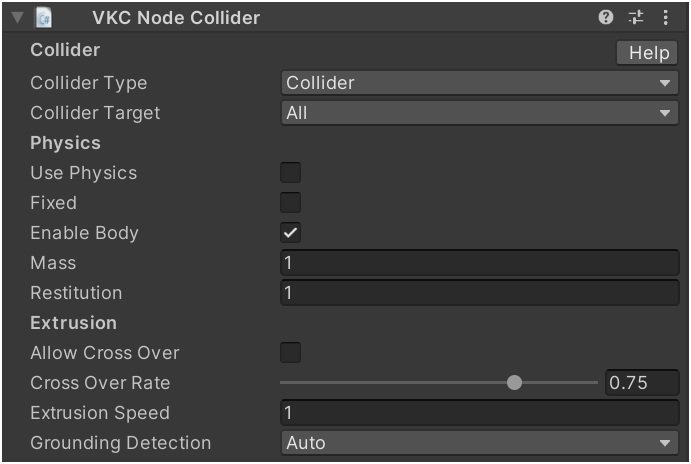 VKC Node Collider
Collider Help
Collider Type Collider
Collider Target All
Physics
Use Physics
Fixed
Enable Body
Mass 1
Restitution 1
Extrusion
Allow Cross Over
Cross Over Rate 0.75
Extrusion Speed 1
Grounding Detection Auto